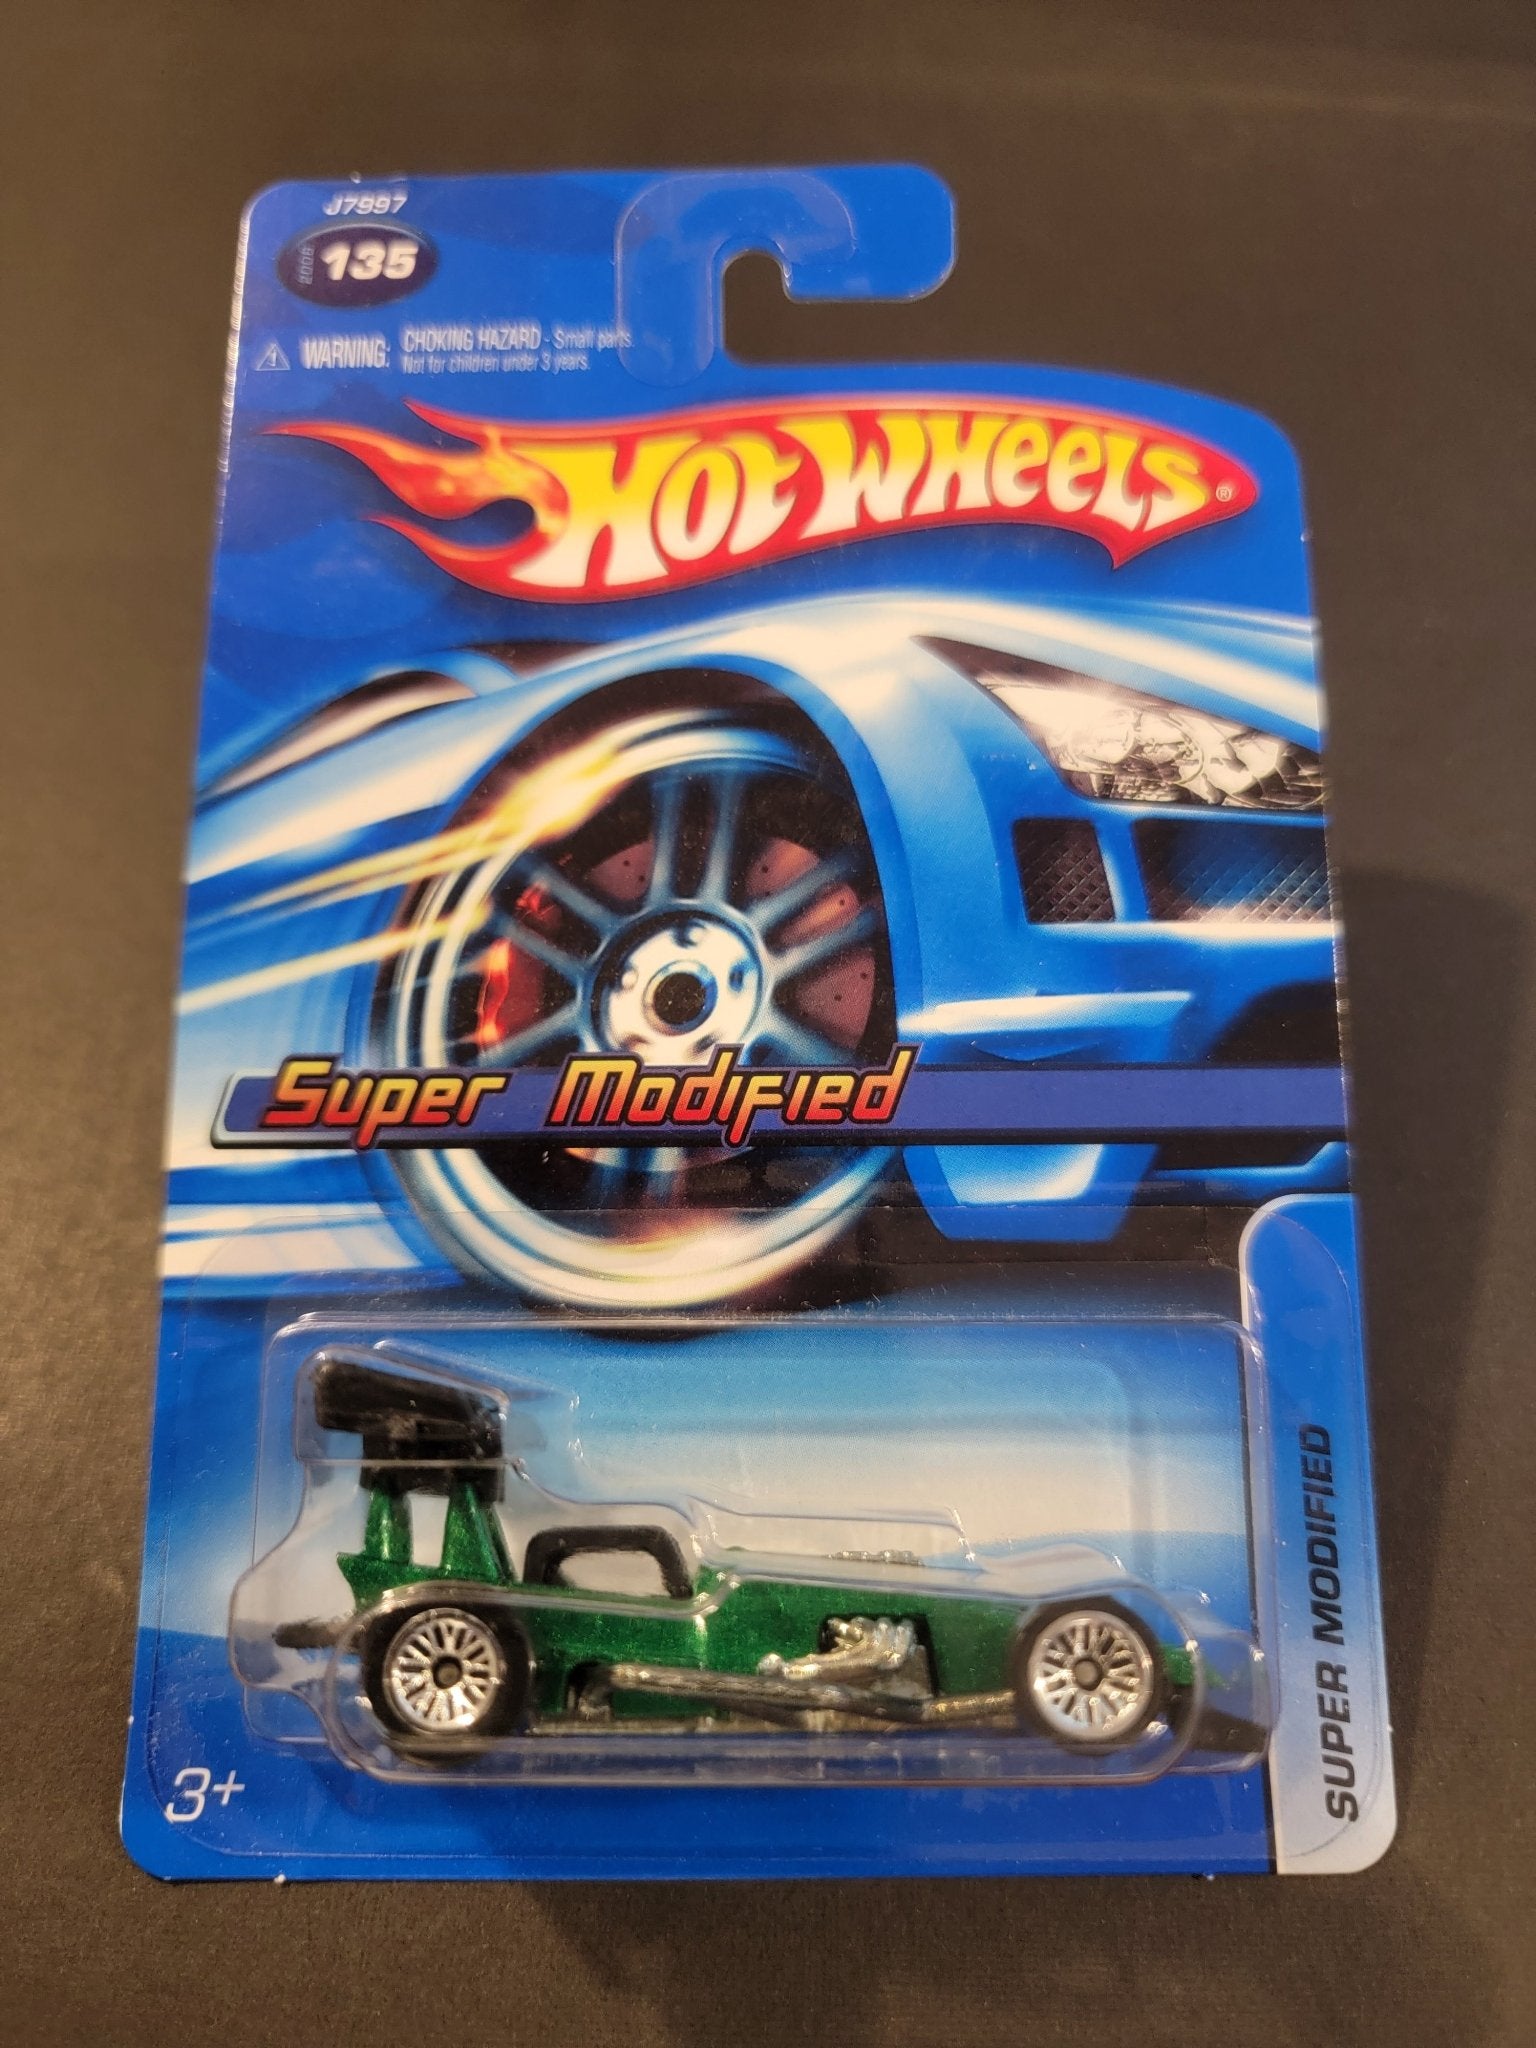 J7997
2006 135
WARNING: CHOKING HAZARD - Small parts.
Not for children under 3 years.
HOT WHEELS®
Super Modified
SUPER MODIFIED
3+